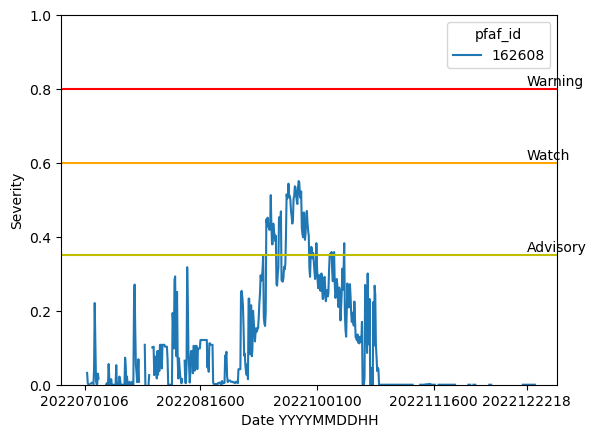 1.0
0.8
0.6
0.4
0.2
0.0
Severity
pfaf_id
162608
Warning
Watch
Advisory
2022070106
2022081600
2022100100
2022111600
2022122218
Date YYYYMMDDHH